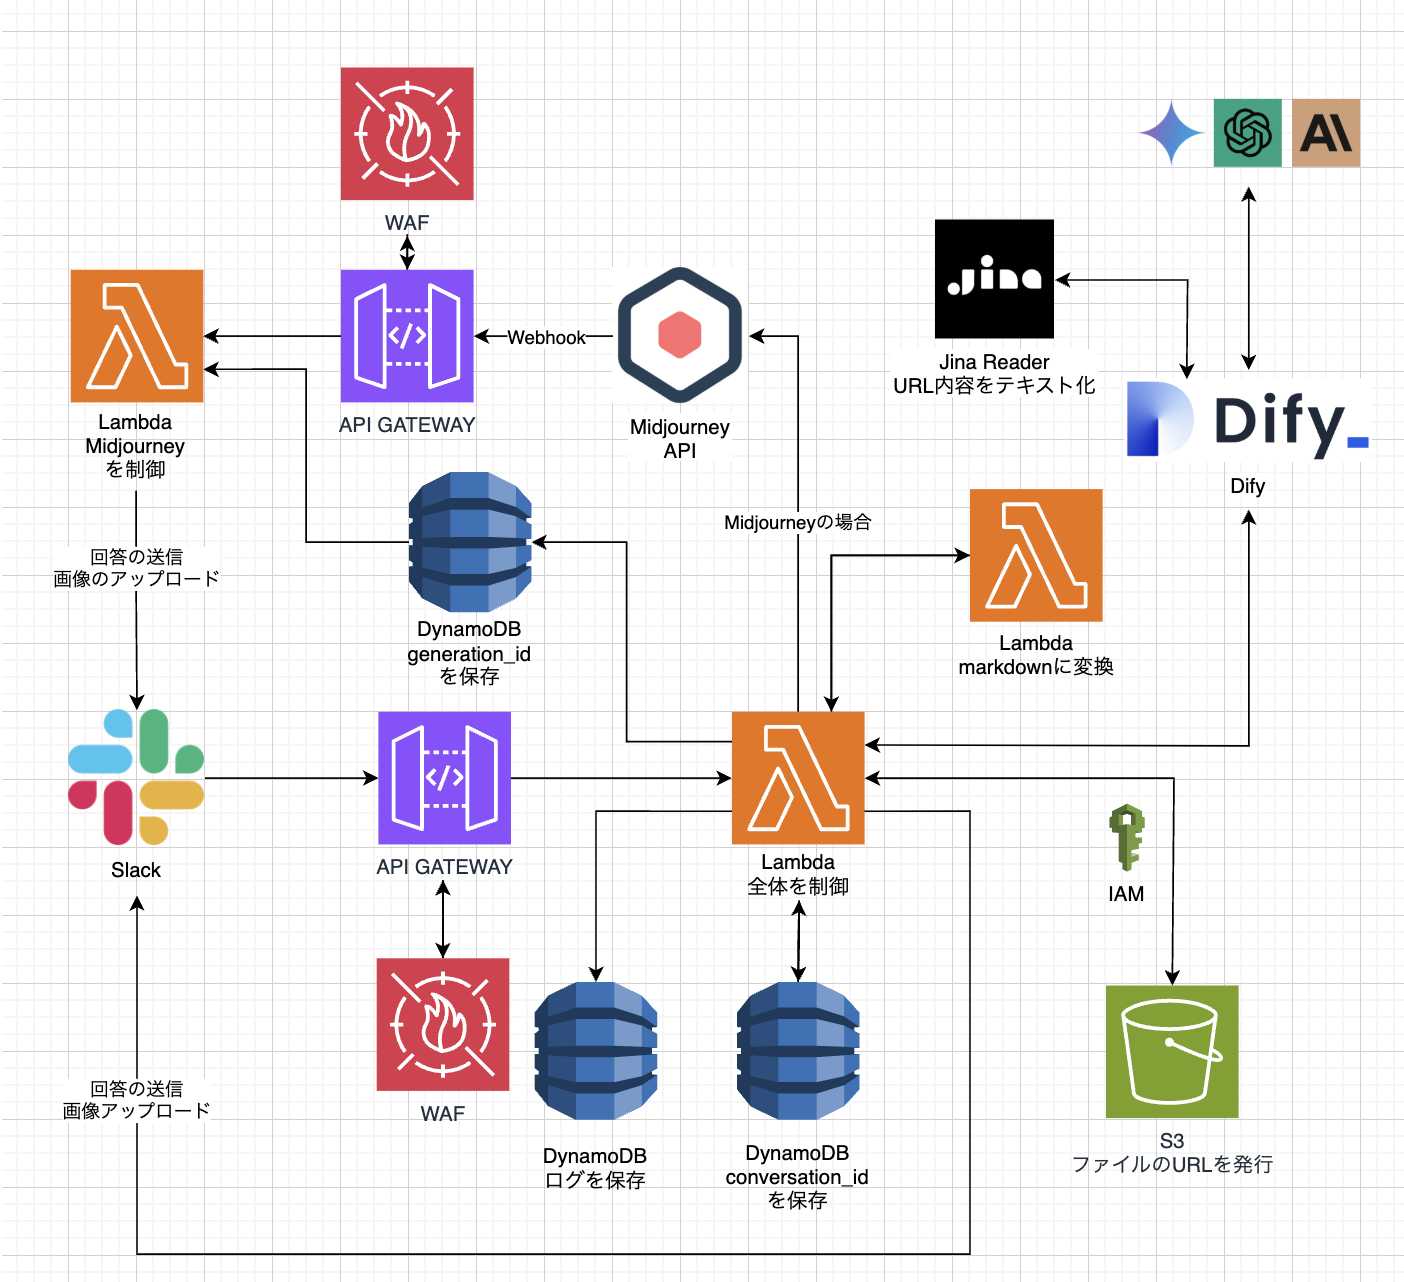 WAF
Jina
Jina Reader
URL内容をテキスト化
Webhook
Lambda
Midjourney
を制御
API GATEWAY
Midjourney
API
Dify_
Dify
Midjourneyの場合
回答の送信
画像のアップロード
DynamoDB
generation_id
を保存
Lambda
markdownに変換
Slack
API GATEWAY
Lambda
全体を制御
IAM
回答の送信
画像アップロード
WAF
DynamoDB
ログを保存
DynamoDB
conversation_id
を保存
S3
ファイルのURLを発行